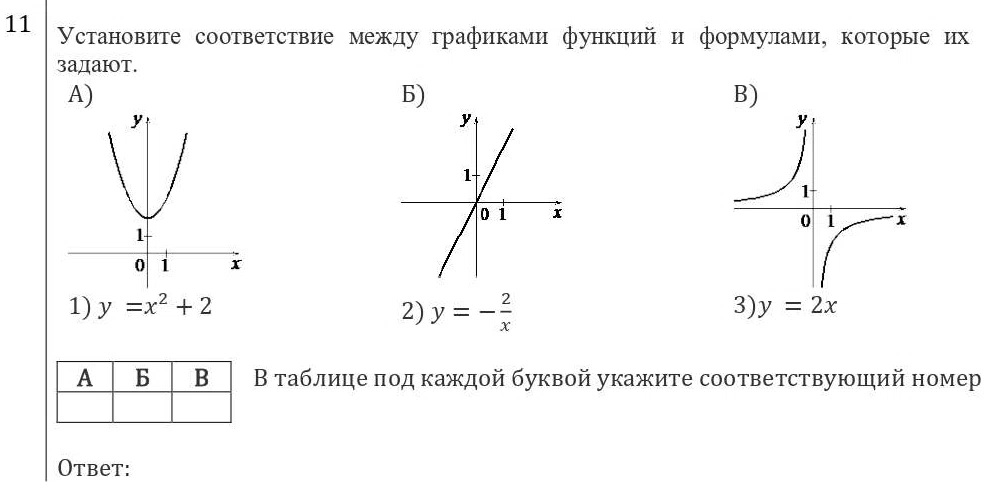 11
Установите соответствие между графиками функций и формулами, которые их
задают.
А) Б) В)
y 1 0 1 x
y 1 0 1 x
y 1 0 1 x
1) y =x² + 2 2) y = −2/x 3)y = 2x
А Б В
В таблице под каждой буквой укажите соответствующий номер
Ответ: